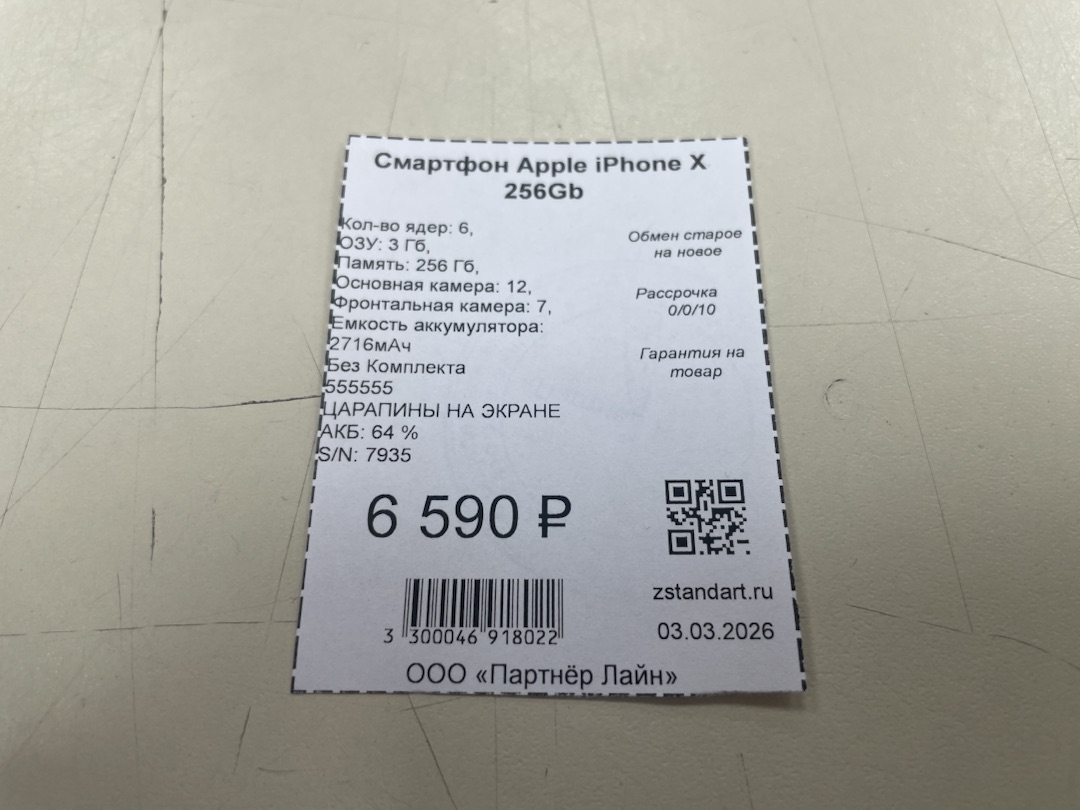 Смартфон Apple iPhone X
256Gb
Кол-во ядер: 6,
ОЗУ: 3 Гб,
Память: 256 Гб,
Основная камера: 12,
Фронтальная камера: 7,
Емкость аккумулятора:
2716мАч
Без Комплекта
555555
ЦАРАПИНЫ НА ЭКРАНЕ
АКБ: 64 %
S/N: 7935
Обмен старое
на новое
Рассрочка
0/0/10
Гарантия на
товар
6 590 ₽
zstandart.ru
03.03.2026
3 300046 918022
ООО «Партнёр Лайн»